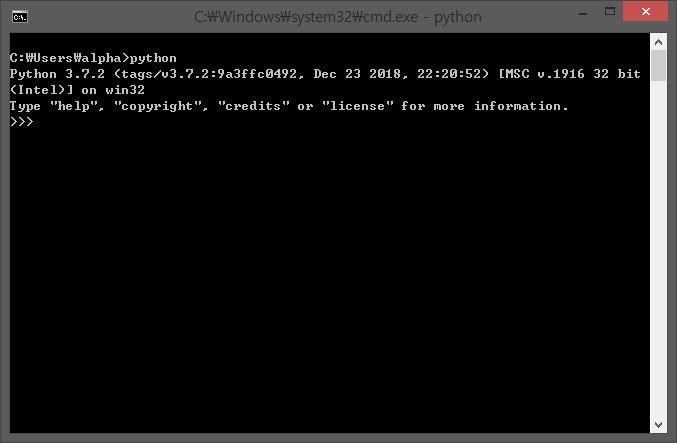 C:₩Windows₩system32₩cmd.exe - python
C:₩Users₩alpha>python
Python 3.7.2 (tags/v3.7.2:9a3ffc0492, Dec 23 2018, 22:20:52) [MSC v.1916 32 bit
(Intel)] on win32
Type "help", "copyright", "credits" or "license" for more information.
>>>